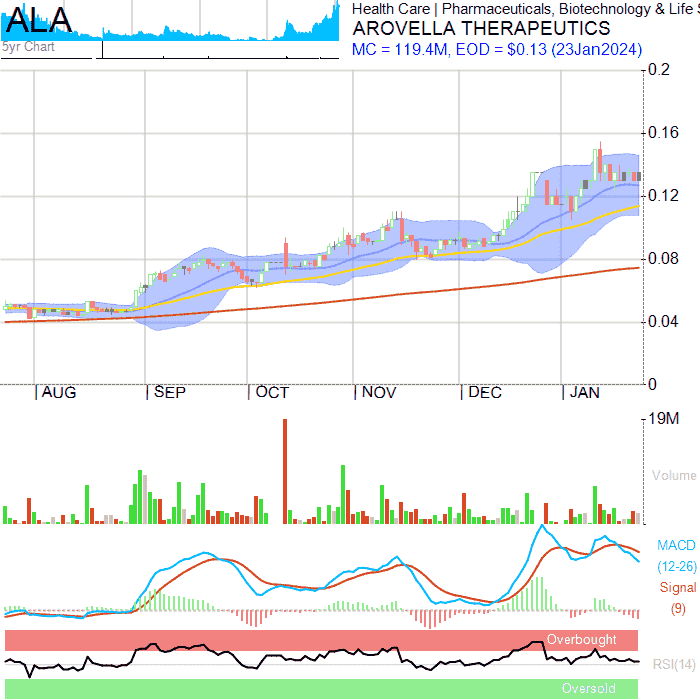 ALA
5yr Chart
Health Care | Pharmaceuticals, Biotechnology & Life S
AROVELLA THERAPEUTICS
MC = 119.4M, EOD = $0.13 (23Jan2024)
0.2
0.16
0.12
0.08
0.04
0
AUG SEP OCT NOV DEC JAN
19M
Volume
MACD
(12-26)
Signal
(9)
Overbought
RSI(14)
Oversold